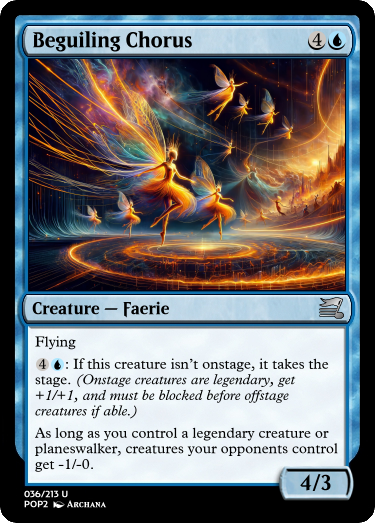 Beguiling Chorus 4
Creature — Faerie
Flying
4: If this creature isn't onstage, it takes the
stage. (Onstage creatures are legendary, get
+1/+1, and must be blocked before offstage
creatures if able.)
As long as you control a legendary creature or
planeswalker, creatures your opponents control
get -1/-0.
4/3
036/213 U
POP2 Archana